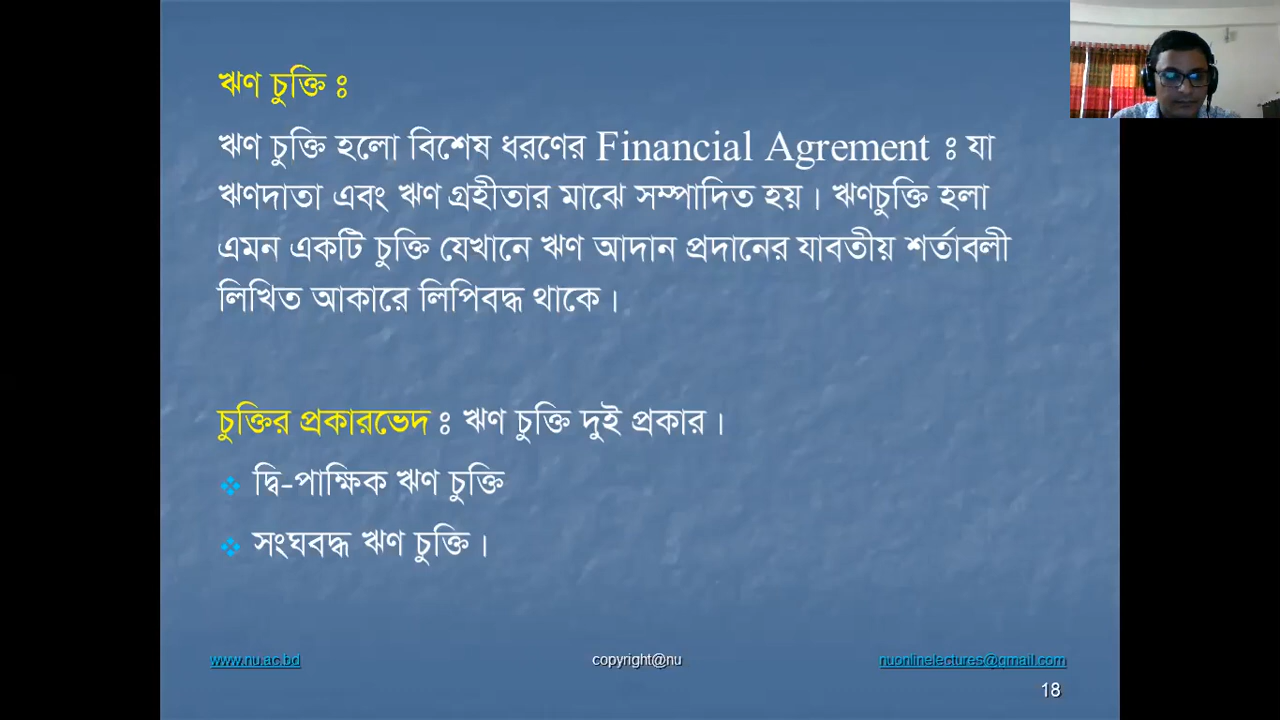 ঋণ চুক্তি ঃ
ঋণ চুক্তি হলো বিশেষ ধরণের Financial Agrement ঃ যা
ঋণদাতা এবং ঋণ গ্রহীতার মাঝে সম্পাদিত হয়। ঋণচুক্তি হলা
এমন একটি চুক্তি যেখানে ঋণ আদান প্রদানের যাবতীয় শর্তাবলী
লিখিত আকারে লিপিবদ্ধ থাকে।
চুক্তির প্রকারভেদ ঃ ঋণ চুক্তি দুই প্রকার।
দ্বি-পাক্ষিক ঋণ চুক্তি
সংঘবদ্ধ ঋণ চুক্তি।
www.nu.ac.bd copyright@nu nuonlinelectures@gmail.com
18